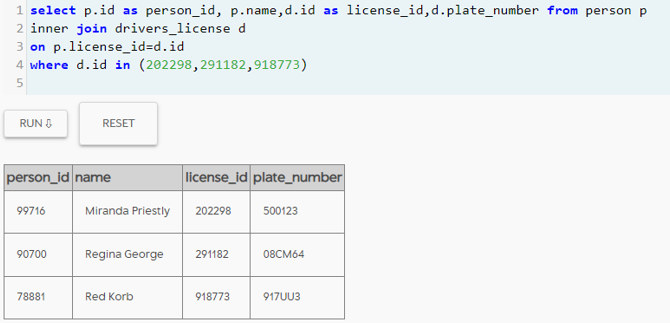 1 select p.id as person_id, p.name,d.id as license_id,d.plate_number from person p
2 inner join drivers_license d
3 on p.license_id=d.id
4 where d.id in (202298,291182,918773)
5
RUN ⇩ RESET
person_id name license_id plate_number
99716 Miranda Priestly 202298 500123
90700 Regina George 291182 08CM64
78881 Red Korb 918773 917UU3